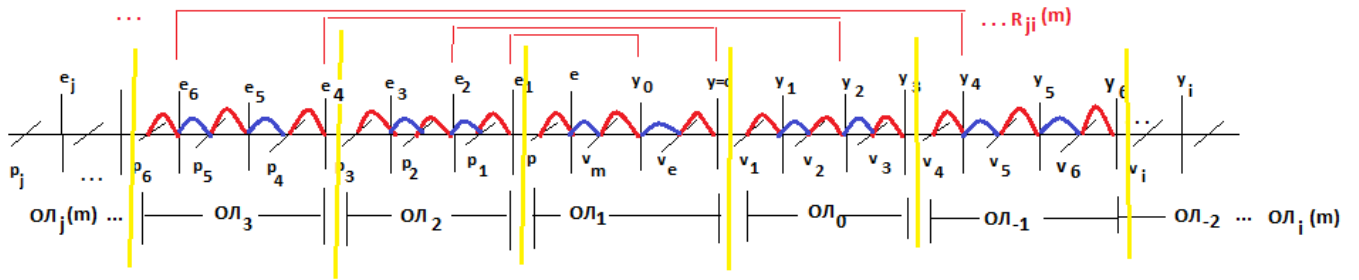 ... ... R ji (m)
e j e 6 e 5 e 4 e 3 e 2 e 1 e y 0 y=c y 1 y 2 y 3 y 4 y 5 y 6 .. y i
p j ... p 6 p 5 p 4 p 3 p 2 p 1 p v m v e v 1 v 2 v 3 v 4 v 5 v 6 v i
ОЛ j (m) ... ОЛ 3 ОЛ 2 ОЛ 1 ОЛ 0 ОЛ -1 ОЛ -2 ... ОЛ i (m)